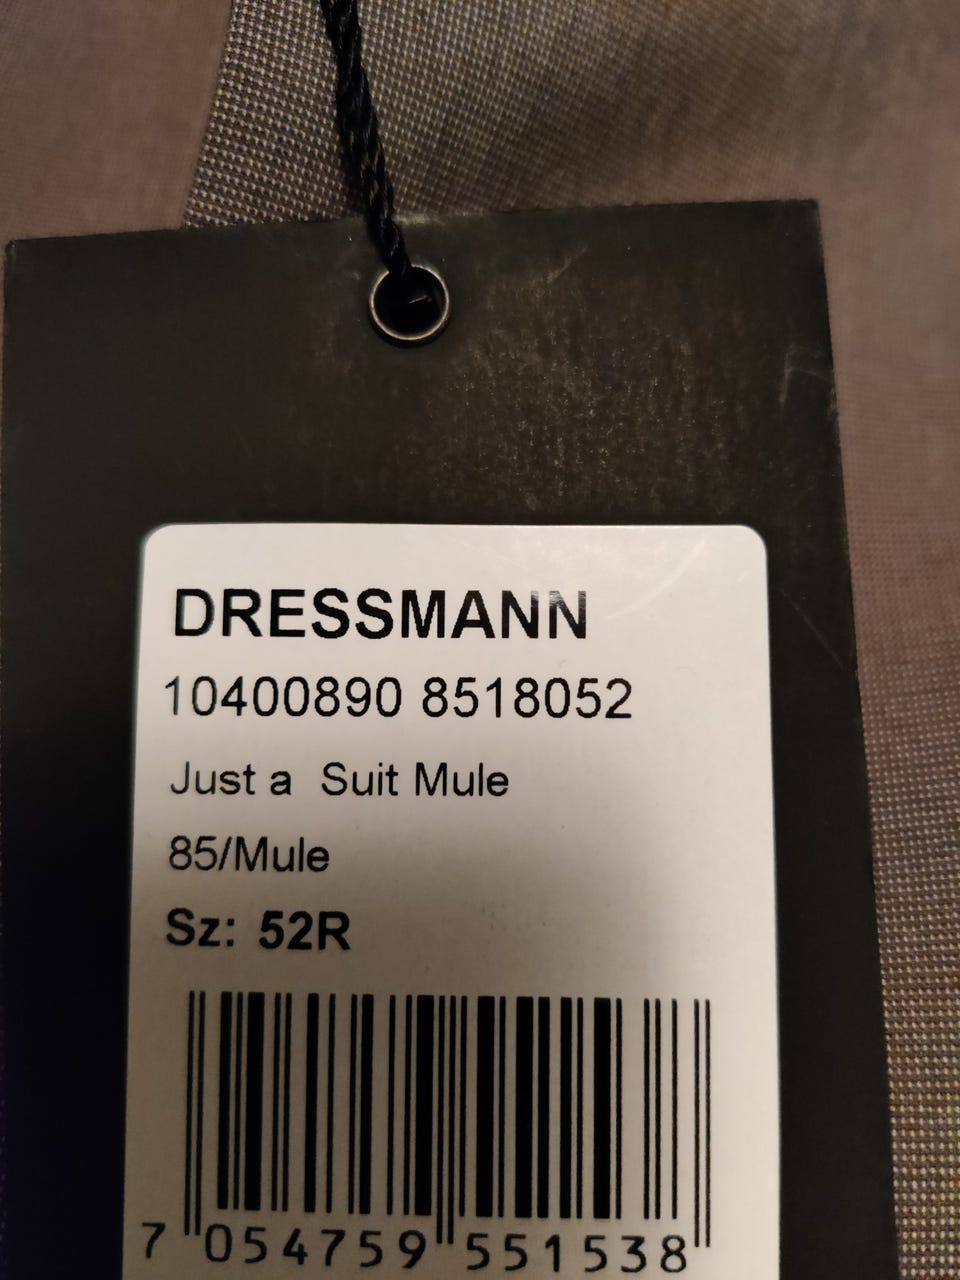 DRESSMANN
10400890 8518052
Just a  Suit Mule
85/Mule
Sz: 52R
7 054759 551538